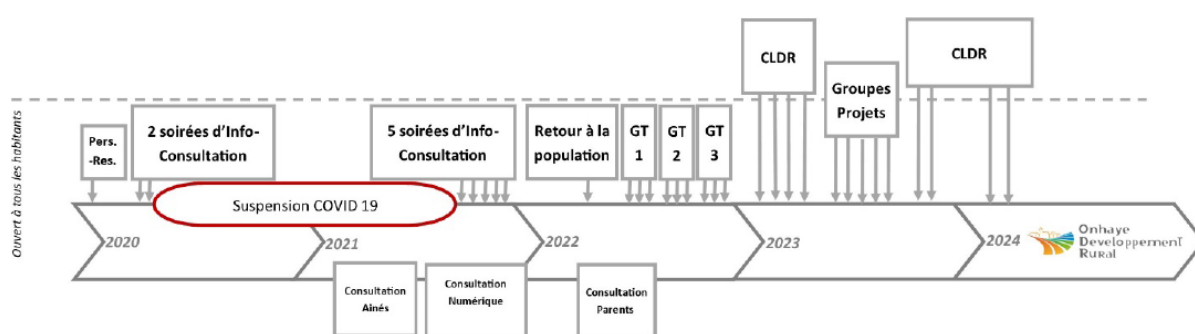 CLDR
CLDR
Groupes
Projets
Ouvert à tous les habitants
Pers.
-Res.
2 soirées d’Info-
Consultation
5 soirées d’Info-
Consultation
Retour à la
population
GT
1
GT
2
GT
3
Suspension COVID 19
2020
2021
2022
2023
2024
Onhaye
Developpement
Rural
Consultation
Ainés
Consultation
Numérique
Consultation
Parents